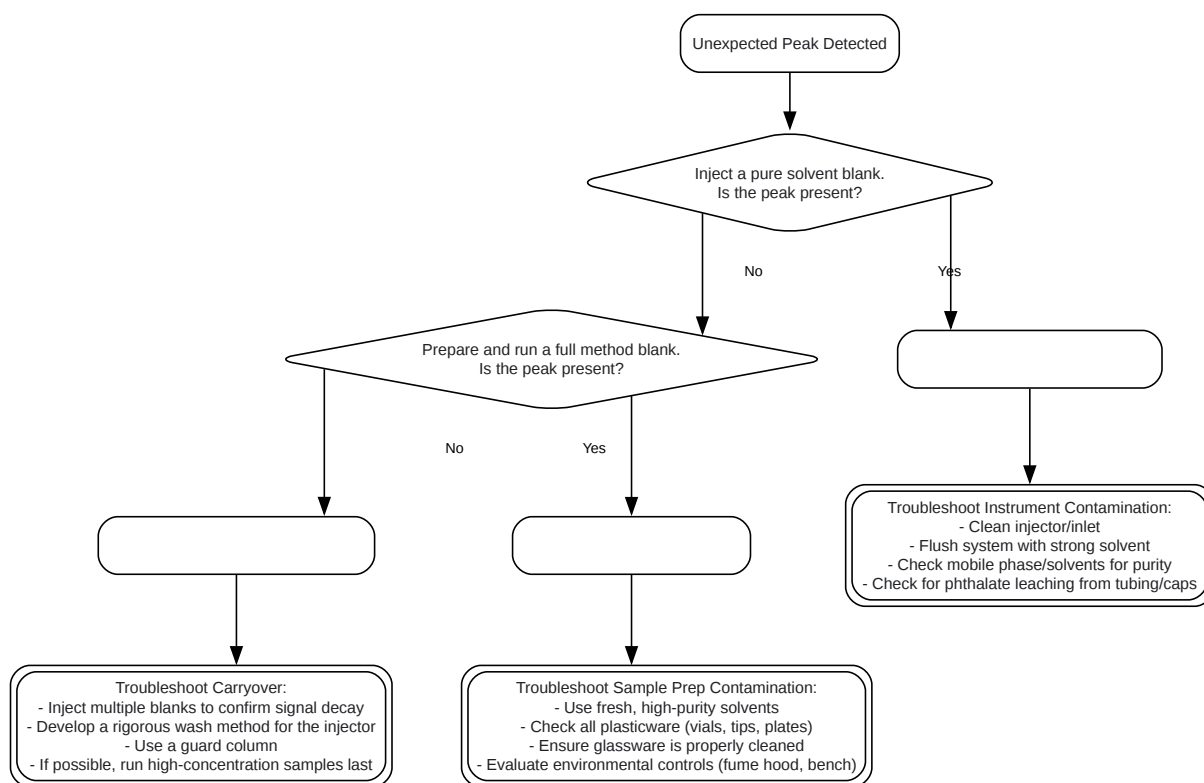 Unexpected Peak Detected
Inject a pure solvent blank.
Is the peak present?
No
Yes
Prepare and run a full method blank.
Is the peak present?
No
Yes
Troubleshoot Instrument Contamination:
- Clean injector/inlet
- Flush system with strong solvent
- Check mobile phase/solvents for purity
- Check for phthalate leaching from tubing/caps
Troubleshoot Carryover:
- Inject multiple blanks to confirm signal decay
- Develop a rigorous wash method for the injector
- Use a guard column
- If possible, run high-concentration samples last
Troubleshoot Sample Prep Contamination:
- Use fresh, high-purity solvents
- Check all plasticware (vials, tips, plates)
- Ensure glassware is properly cleaned
- Evaluate environmental controls (fume hood, bench)